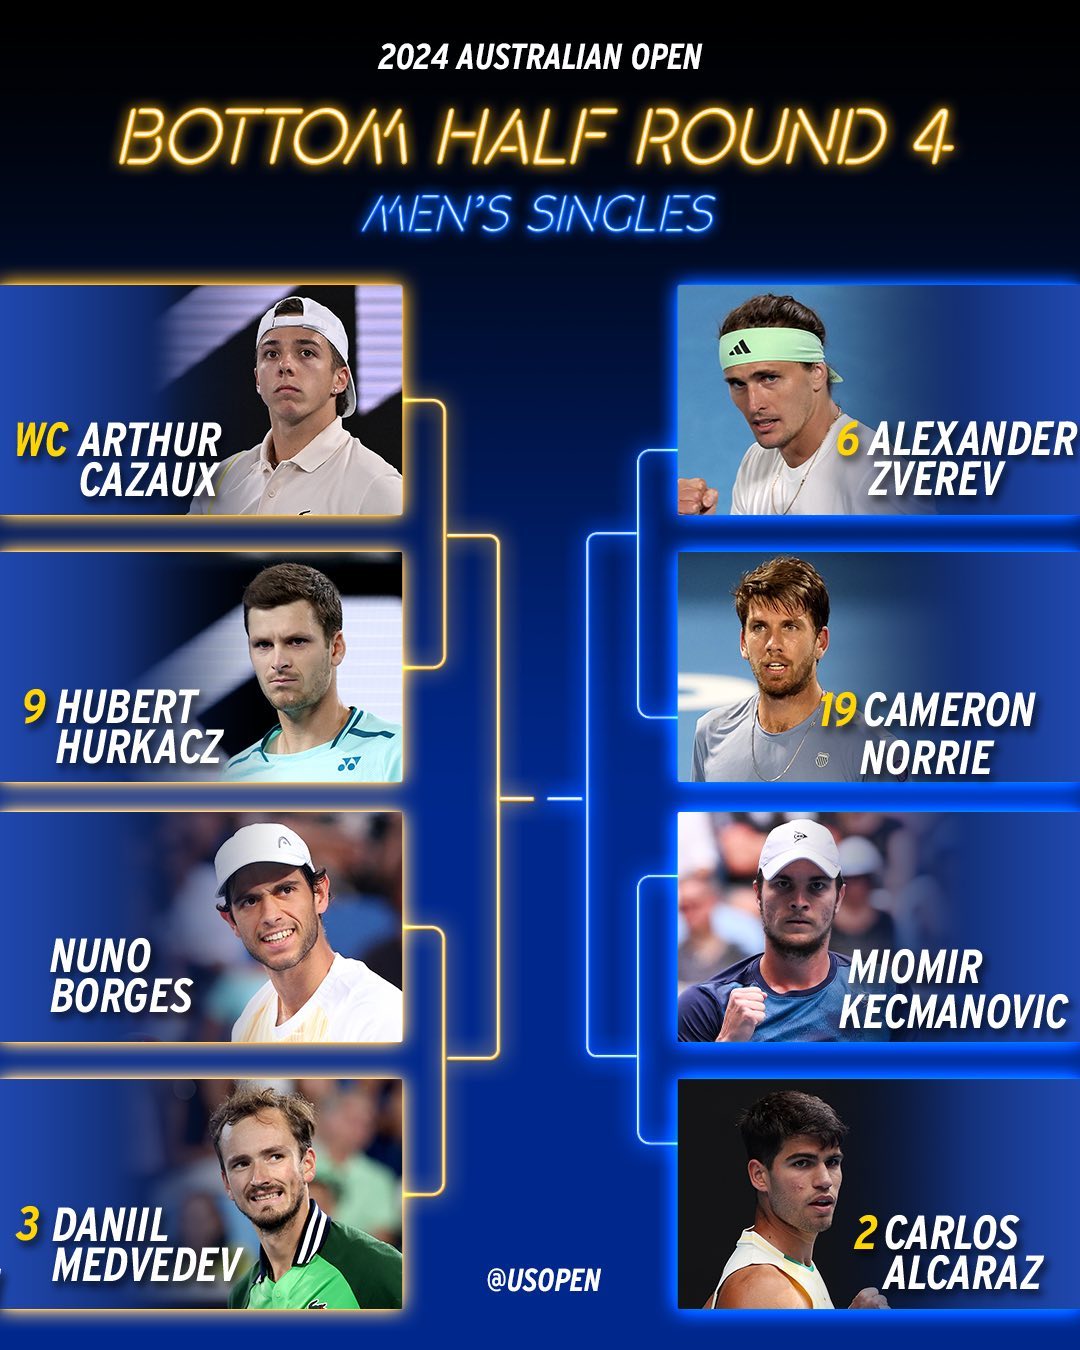 2024 AUSTRALIAN OPEN
BOTTOM HALF ROUND 4
MEN'S SINGLES
WC ARTHUR
CAZAUX
9 HUBERT
HURKACZ
NUNO
BORGES
3 DANIIL
MEDVEDEV
6 ALEXANDER
ZVEREV
19 CAMERON
NORRIE
MIOMIR
KECMANOVIC
2 CARLOS
ALCARAZ
@USOPEN